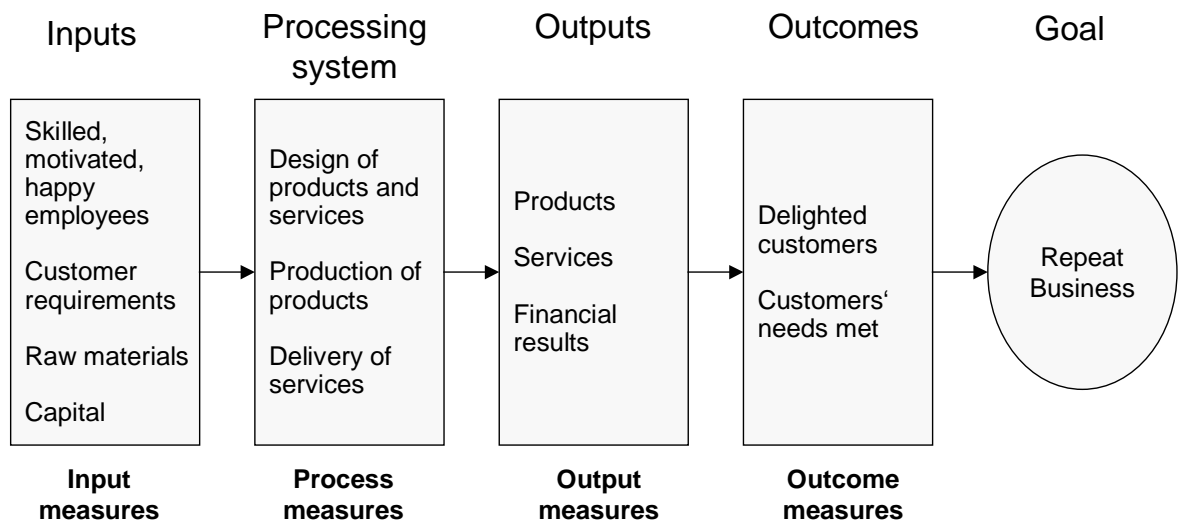 Inputs
Processing
system
Outputs
Outcomes
Goal
Skilled,
motivated,
happy
employees
Customer
requirements
Raw materials
Capital
Design of
products and
services
Production of
products
Delivery of
services
Products
Services
Financial
results
Delighted
customers
Customers‘
needs met
Repeat
Business
Input
measures
Process
measures
Output
measures
Outcome
measures